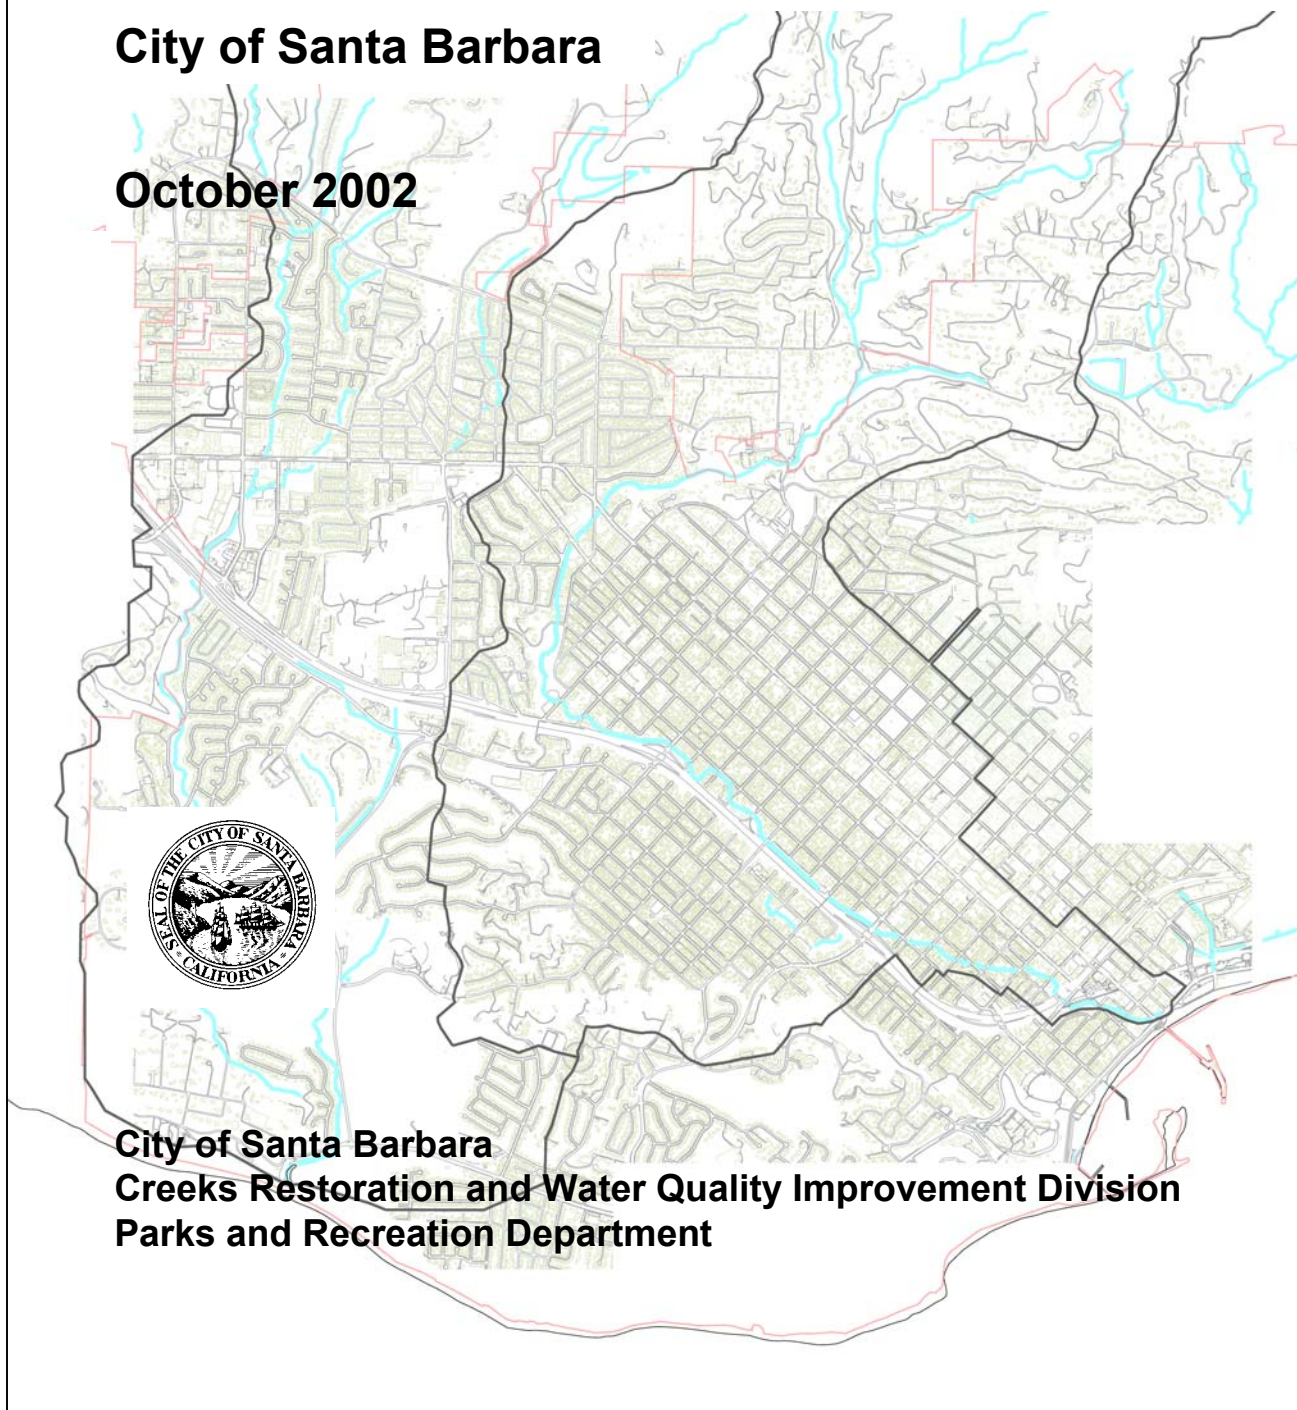 City of Santa Barbara
October 2002
SEAL OF THE CITY OF SANTA BARBARA
CALIFORNIA
City of Santa Barbara
Creeks Restoration and Water Quality Improvement Division
Parks and Recreation Department